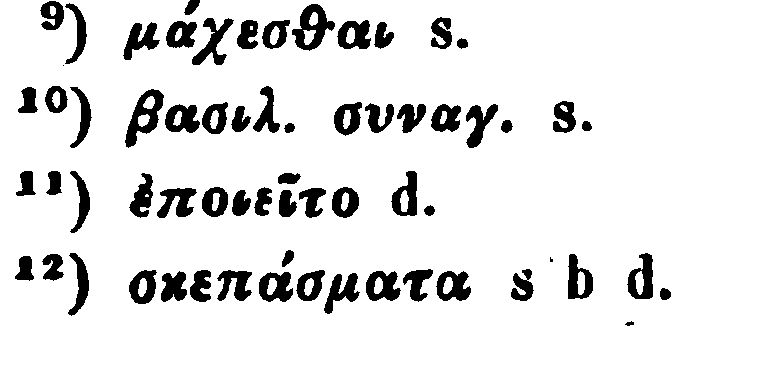 ⁹) μάχεσθαι s.
¹⁰) βασιλ. συναγ. s.
¹¹) ἐποιεῖτο d.
¹²) σκεπάσματα s b d.